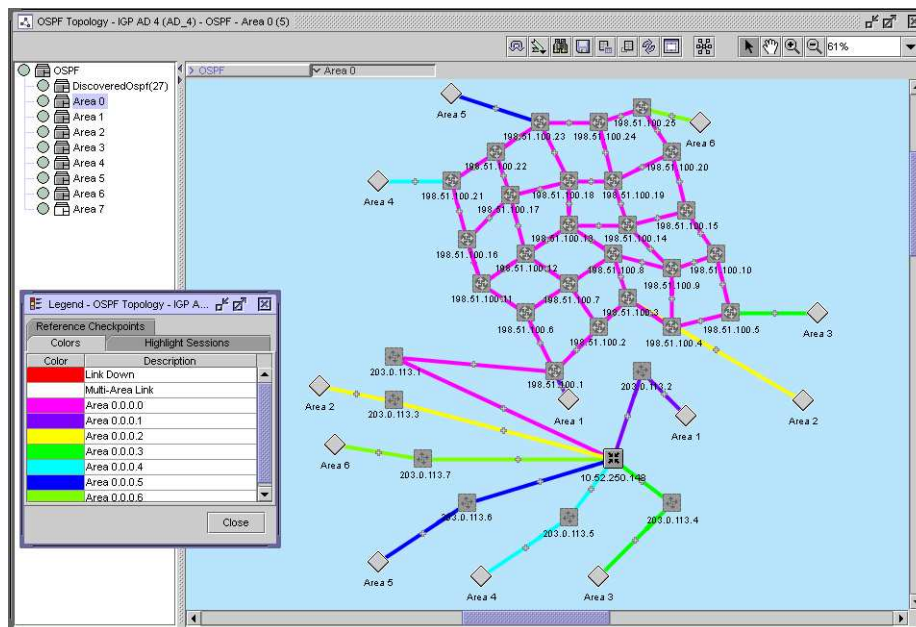 OSPF Topology - IGP AD 4 (AD_4) - OSPF - Area 0 (5)
61%
OSPF
DiscoveredOspf(27)
Area 0
Area 1
Area 2
Area 3
Area 4
Area 5
Area 6
Area 7
> OSPF
Area 0
Area 5
198.51.100.23
198.51.100.24
198.51.100.25
Area 6
198.51.100.22
198.51.100.20
Area 4
198.51.100.21
198.51.100.17
198.51.100.18
198.51.100.19
198.51.100.16
198.51.100.13
198.51.100.14
198.51.100.15
198.51.100.12
198.51.100.8
198.51.100.9
198.51.100.10
198.51.100.11
198.51.100.7
198.51.100.3
198.51.100.6
198.51.100.2
198.51.100.4
198.51.100.5
Area 3
203.0.113.1
198.51.100.1
203.0.113.2
Area 2
203.0.113.3
Area 1
Area 1
Area 2
Area 6
203.0.113.7
10.52.250.148
203.0.113.6
203.0.113.5
203.0.113.4
Area 5
Area 4
Area 3
Legend - OSPF Topology - IGP A...
Reference Checkpoints
Colors
Highlight Sessions
Color
Description
Link Down
Multi-Area Link
Area 0.0.0.0
Area 0.0.0.1
Area 0.0.0.2
Area 0.0.0.3
Area 0.0.0.4
Area 0.0.0.5
Area 0.0.0.6
Close